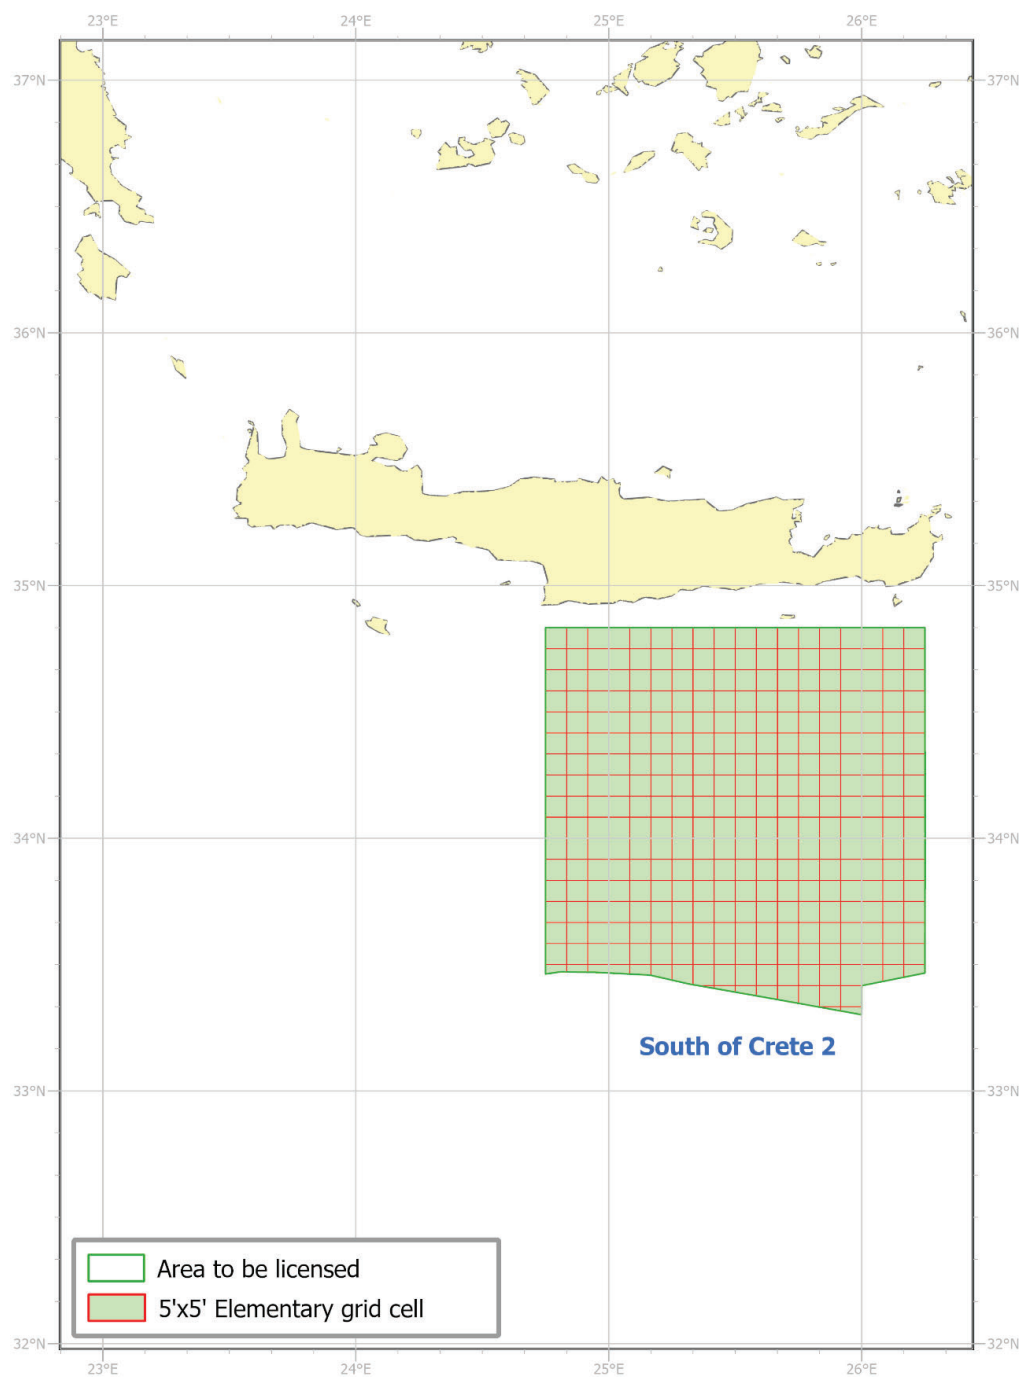 23°E 24°E 25°E 26°E
37°N 37°N
36°N 36°N
35°N 35°N
34°N 34°N
South of Crete 2
33°N 33°N
Area to be licensed
5'x5' Elementary grid cell
32°N 32°N
23°E 24°E 25°E 26°E